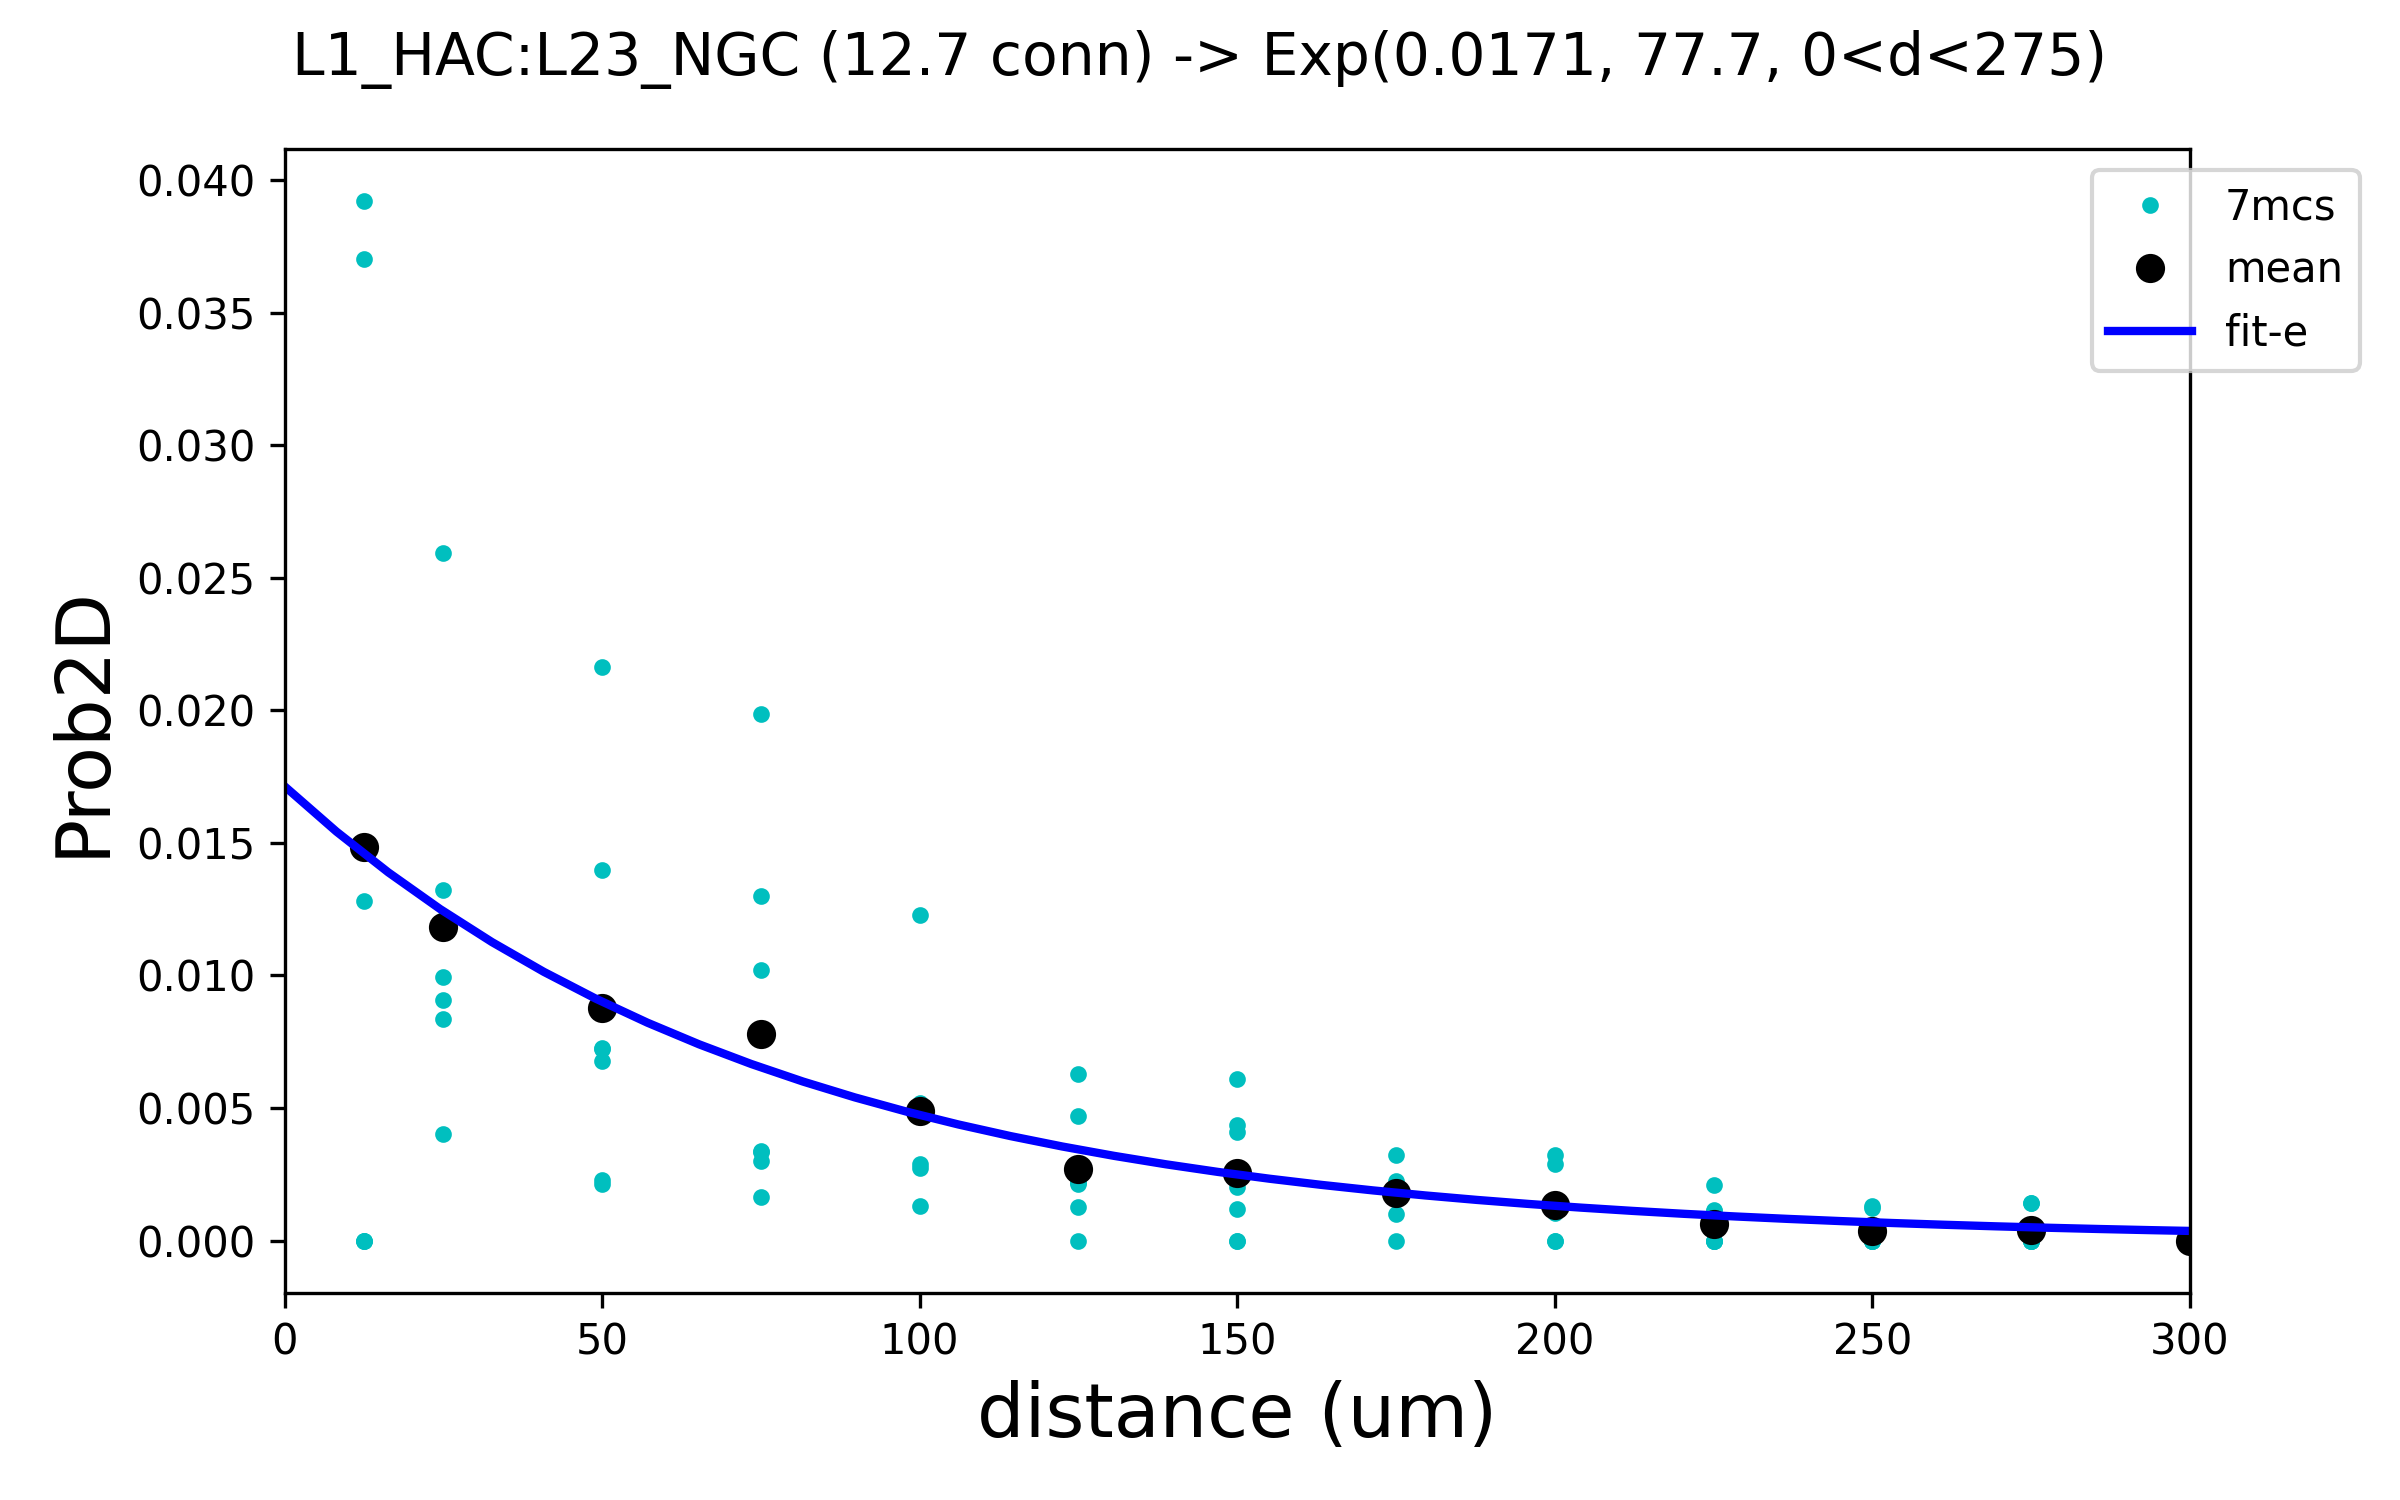 L1_HAC:L23_NGC (12.7 conn) -> Exp(0.0171, 77.7, 0<d<275)
7mcs
mean
fit-e
0.040
0.035
0.030
0.025
0.020
0.015
0.010
0.005
0.000
Prob2D
0 50 100 150 200 250 300
distance (um)